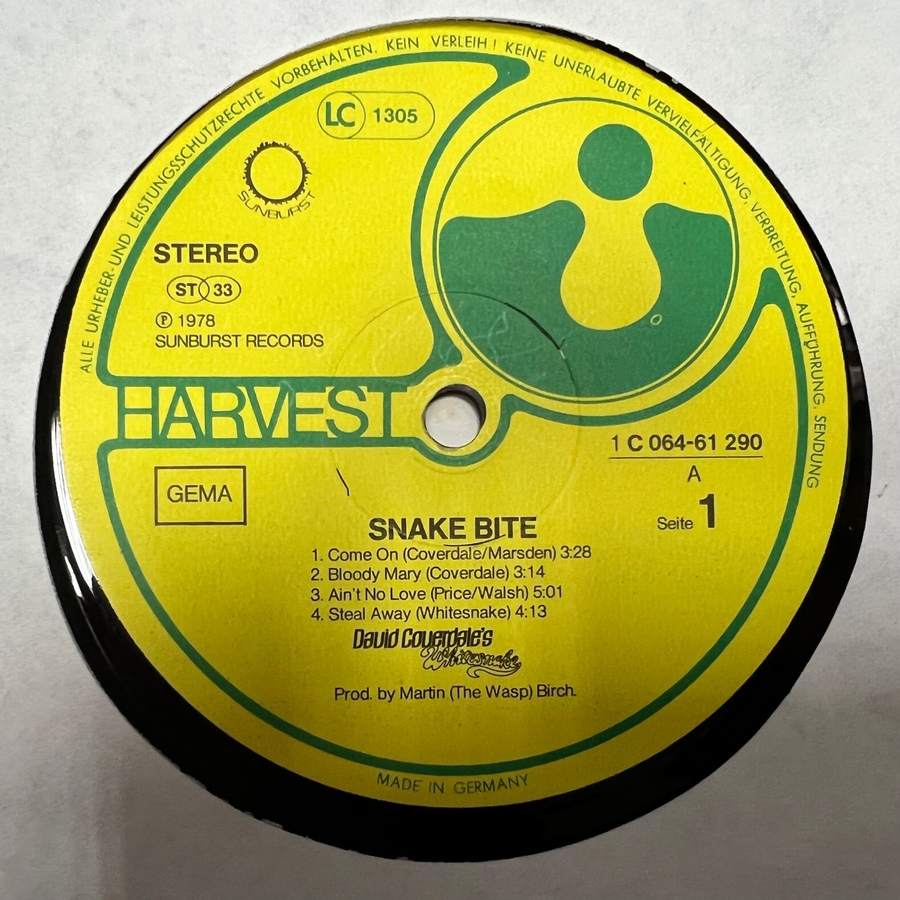 ALLE URHEBER-UND LEISTUNGSSCHUTZRECHTE VORBEHALTEN. KEIN VERLEIH! KEINE UNERLAUBTE VERVIELFÄLTIGUNG, VERBREITUNG, AUFFÜHRUNG, SENDUNG
LC 1305
SUNBURST
STEREO
ST 33
Ⓟ 1978
SUNBURST RECORDS
HARVEST
1 C 064-61 290
A
Seite 1
GEMA
SNAKE BITE
1. Come On (Coverdale/Marsden) 3:28
2. Bloody Mary (Coverdale) 3:14
3. Ain't No Love (Price/Walsh) 5:01
4. Steal Away (Whitesnake) 4:13
David Coverdale's
Whitesnake
Prod. by Martin (The Wasp) Birch.
MADE IN GERMANY